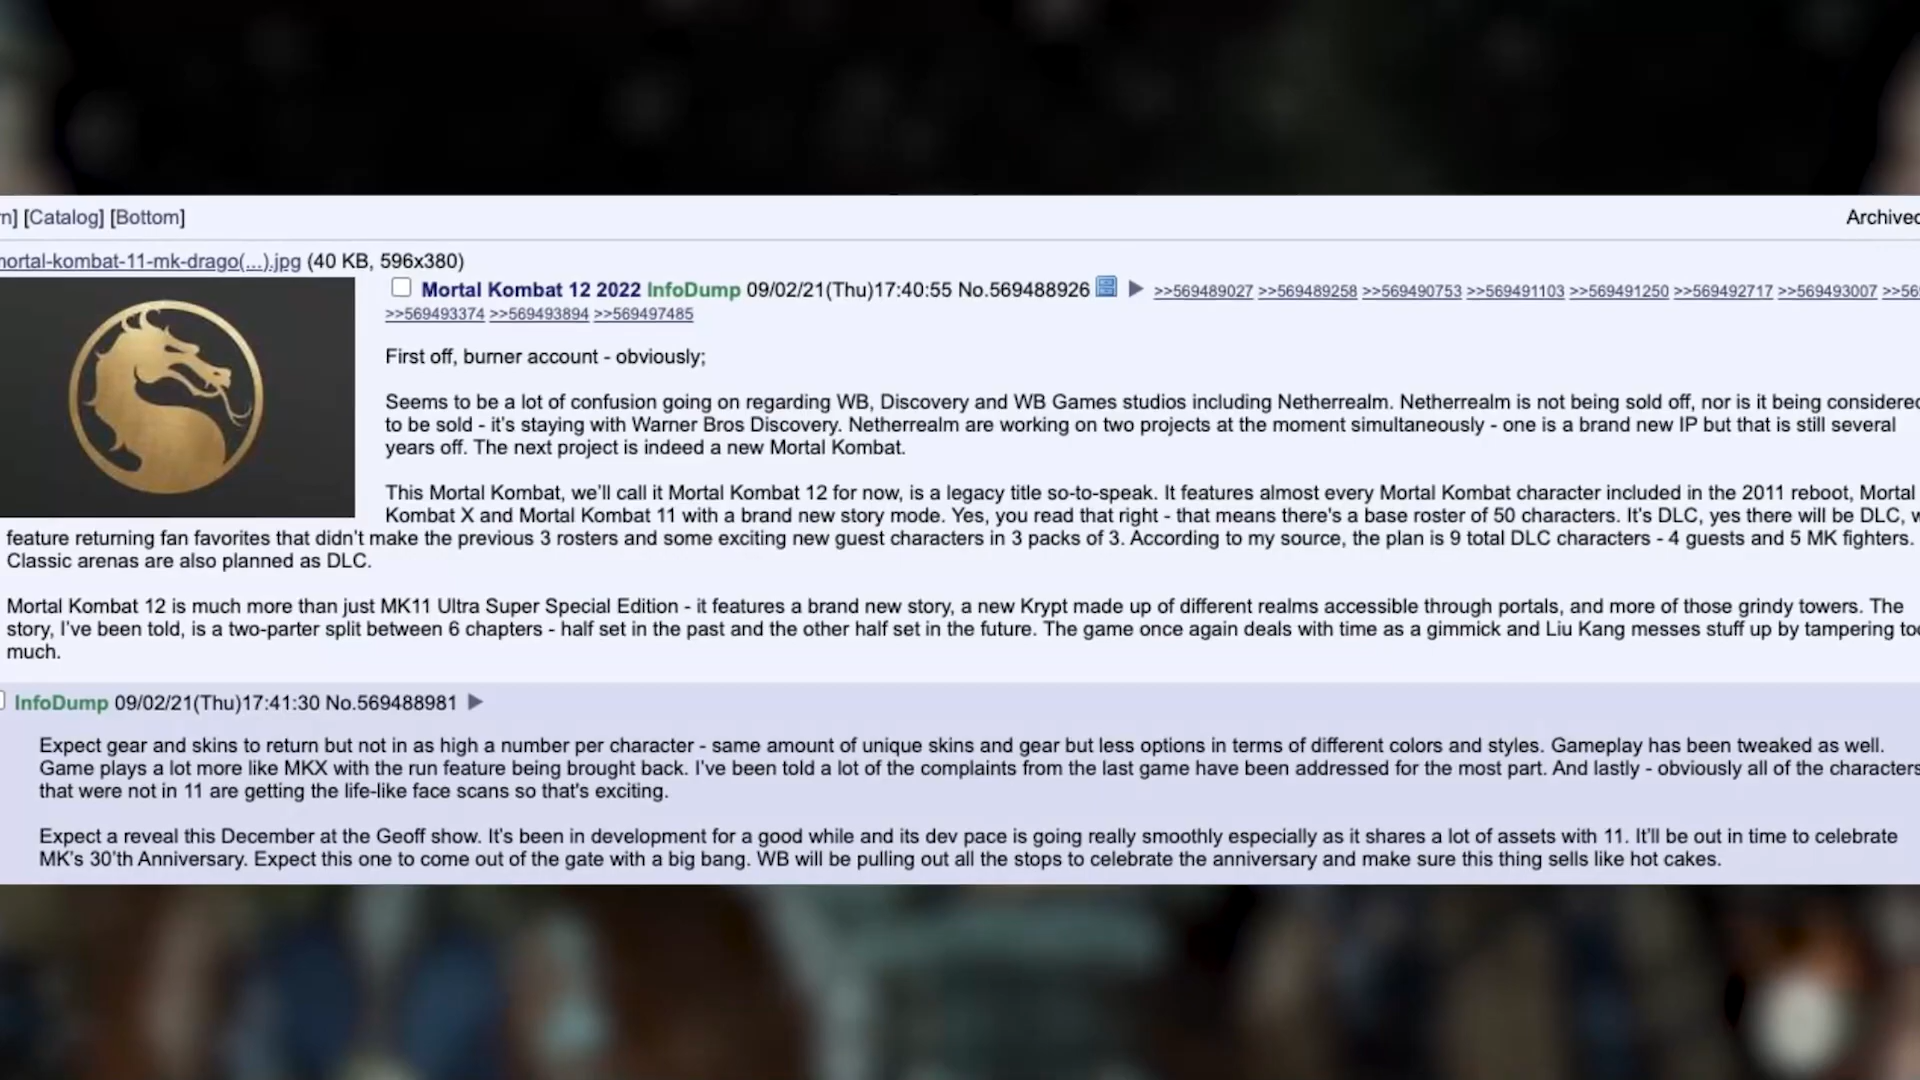 n] [Catalog] [Bottom]
Archived
mortal-kombat-11-mk-drago(...).jpg (40 KB, 596x380)
Mortal Kombat 12 2022 InfoDump 09/02/21(Thu)17:40:55 No.569488926 >>569489027 >>569489258 >>569490753 >>569491103 >>569491250 >>569492717 >>569493007 >>56
>>569493374 >>569493894 >>569497485
First off, burner account - obviously;
Seems to be a lot of confusion going on regarding WB, Discovery and WB Games studios including Netherrealm. Netherrealm is not being sold off, nor is it being considered
to be sold - it's staying with Warner Bros Discovery. Netherrealm are working on two projects at the moment simultaneously - one is a brand new IP but that is still several
years off. The next project is indeed a new Mortal Kombat.
This Mortal Kombat, we'll call it Mortal Kombat 12 for now, is a legacy title so-to-speak. It features almost every Mortal Kombat character included in the 2011 reboot, Mortal
Kombat X and Mortal Kombat 11 with a brand new story mode. Yes, you read that right - that means there's a base roster of 50 characters. It's DLC, yes there will be DLC, w
feature returning fan favorites that didn't make the previous 3 rosters and some exciting new guest characters in 3 packs of 3. According to my source, the plan is 9 total DLC characters - 4 guests and 5 MK fighters.
Classic arenas are also planned as DLC.
Mortal Kombat 12 is much more than just MK11 Ultra Super Special Edition - it features a brand new story, a new Krypt made up of different realms accessible through portals, and more of those grindy towers. The
story, I've been told, is a two-parter split between 6 chapters - half set in the past and the other half set in the future. The game once again deals with time as a gimmick and Liu Kang messes stuff up by tampering too
much.
InfoDump 09/02/21(Thu)17:41:30 No.569488981
Expect gear and skins to return but not in as high a number per character - same amount of unique skins and gear but less options in terms of different colors and styles. Gameplay has been tweaked as well.
Game plays a lot more like MKX with the run feature being brought back. I've been told a lot of the complaints from the last game have been addressed for the most part. And lastly - obviously all of the characters
that were not in 11 are getting the life-like face scans so that's exciting.
Expect a reveal this December at the Geoff show. It's been in development for a good while and its dev pace is going really smoothly especially as it shares a lot of assets with 11. It'll be out in time to celebrate
MK's 30'th Anniversary. Expect this one to come out of the gate with a big bang. WB will be pulling out all the stops to celebrate the anniversary and make sure this thing sells like hot cakes.